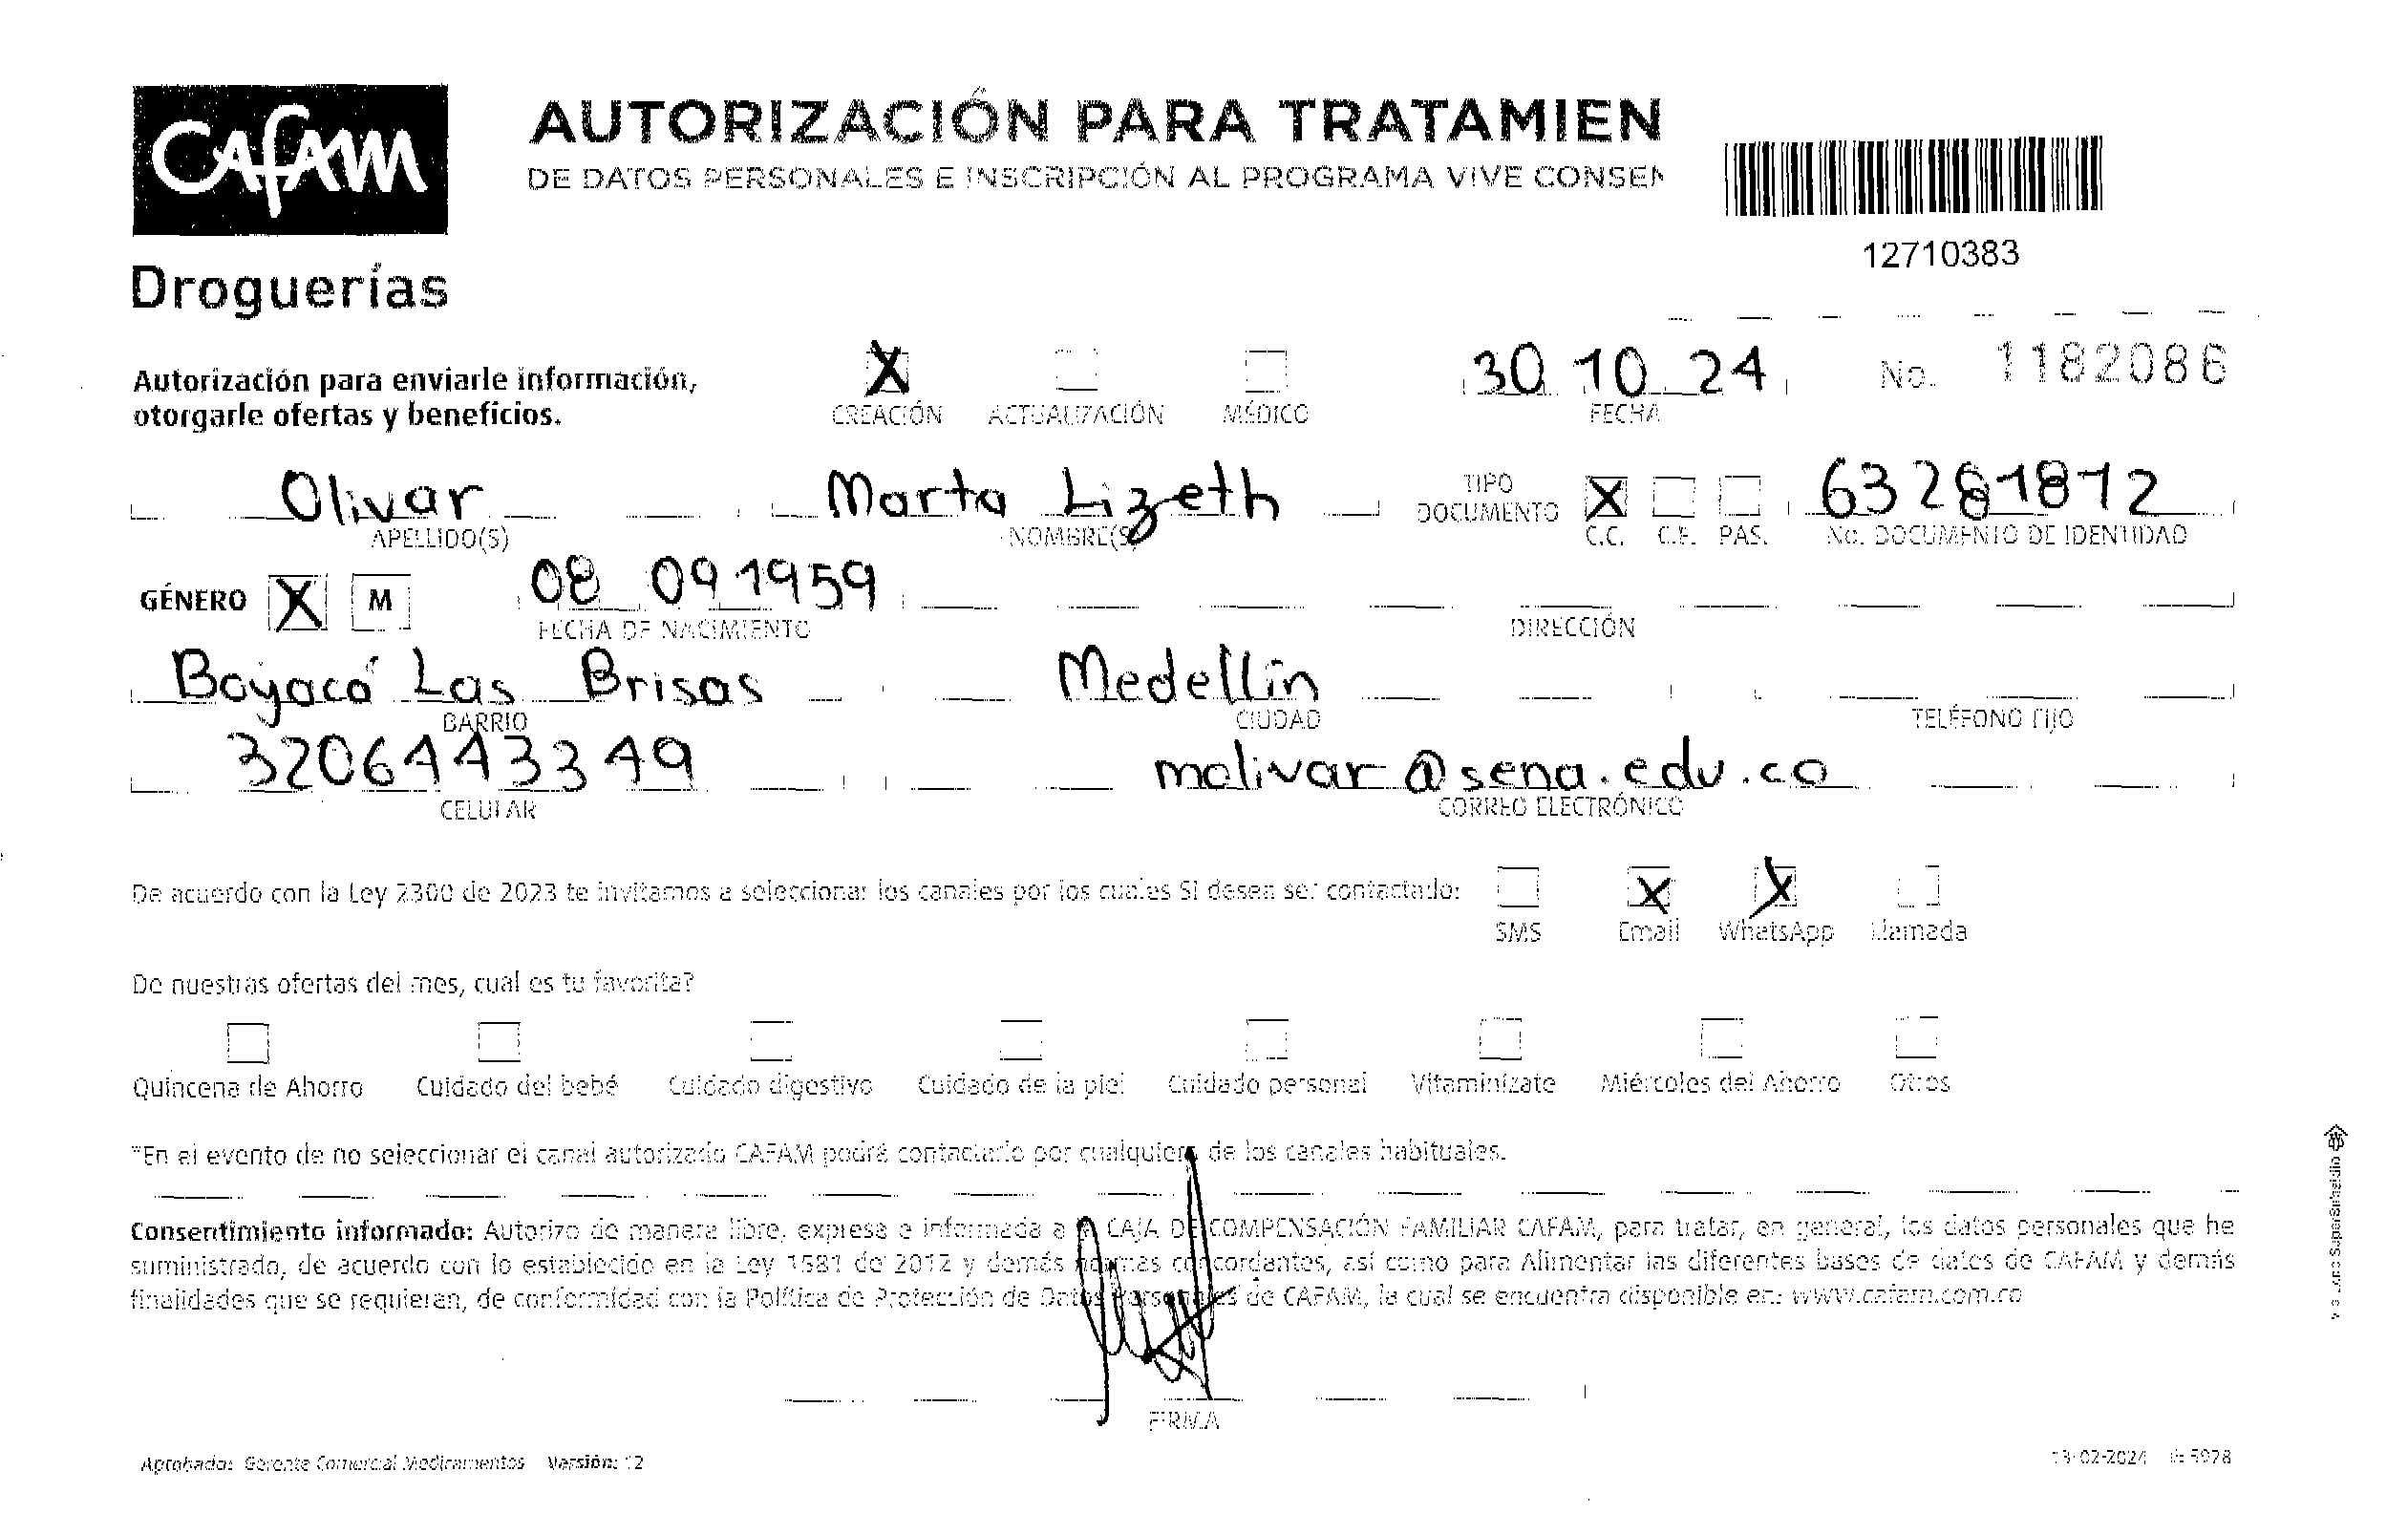 CAFAM
Droguerías
AUTORIZACIÓN PARA TRATAMIEN
DE DATOS PERSONALES E INSCRIPCIÓN AL PROGRAMA VIVE CONSEN
12710383
Autorización para enviarle información,
otorgarle ofertas y beneficios.
X CREACIÓN ACTUALIZACIÓN MÉDICO
30 10 24
FECHA
No. 1182086
Olivar
APELLIDO(S)
Marta Lizeth
NOMBRE(S)
TIPO
DOCUMENTO
X
C.C. C.E. PAS.
63281812
No. DOCUMENTO DE IDENTIDAD
GÉNERO X M
08 09 1959
FECHA DE NACIMIENTO
DIRECCIÓN
Boyacá Las Brisas
BARRIO
Medellín
CIUDAD
TELÉFONO FIJO
3206443349
CELULAR
molivar@sena.edu.co
CORREO ELECTRÓNICO
De acuerdo con la Ley 2300 de 2023 te invitamos a seleccionar los canales por los cuales SI desea ser contactado:
X X
SMS Email WhatsApp Llamada
De nuestras ofertas del mes, cual es tu favorita?
Quincena de Ahorro Cuidado del bebé Cuidado digestivo Cuidado de la piel Cuidado personal Vitaminízate Miércoles del Ahorro Otros
*En el evento de no seleccionar el canal autorizado CAFAM podrá contactarlo por cualquiera de los canales habituales.
Consentimiento informado: Autorizo de manera libre, expresa e informada a CAJA DE COMPENSACIÓN FAMILIAR CAFAM, para tratar, en general, los datos personales que he
suministrado, de acuerdo con lo establecido en la Ley 1581 de 2012 y demás normas concordantes, así como para Alimentar las diferentes bases de datos de CAFAM y demás
finalidades que se requieran, de conformidad con la Política de Protección de Datos Personales de CAFAM, la cual se encuentra disponible en: www.cafam.com.co
FIRMA
Aprobado: Gerente Comercial Medicamentos Versión: 12
13-02-2024